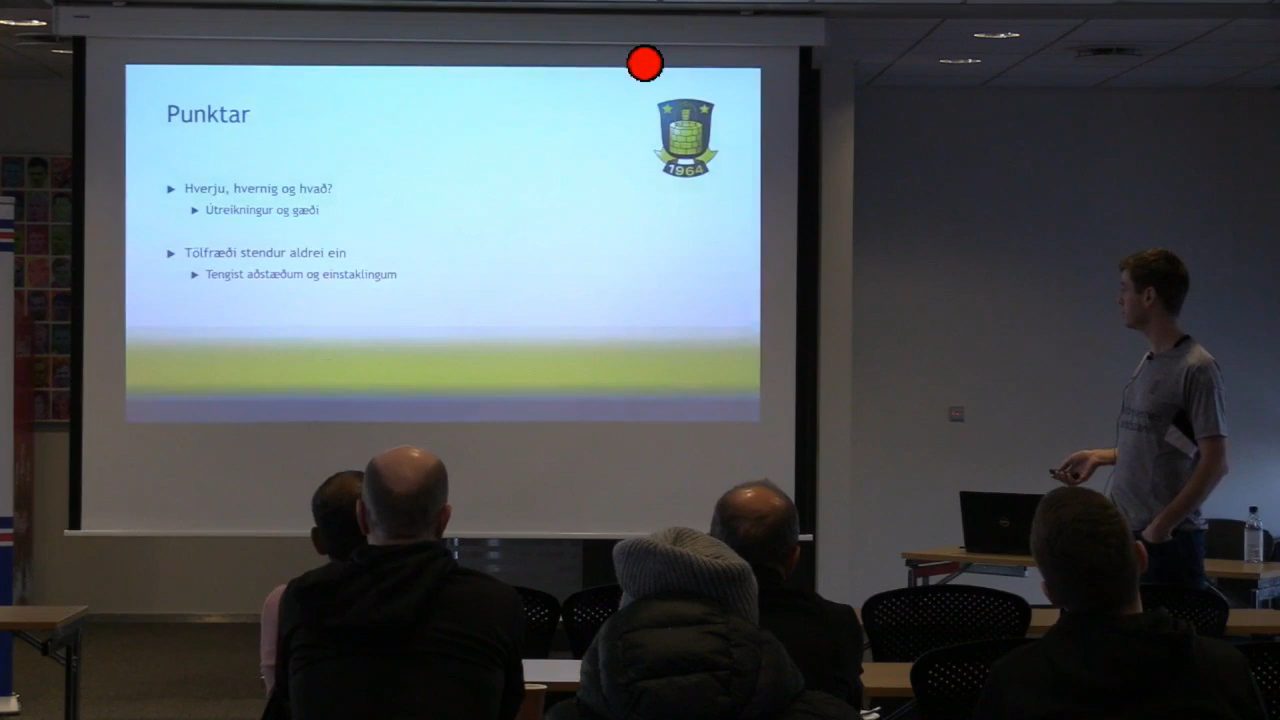 Punktar
1964
Hverju, hvernig og hvað?
Útreikningur og gæði
Tölfræði stendur aldrei ein
Tengist aðstæðum og einstaklingum